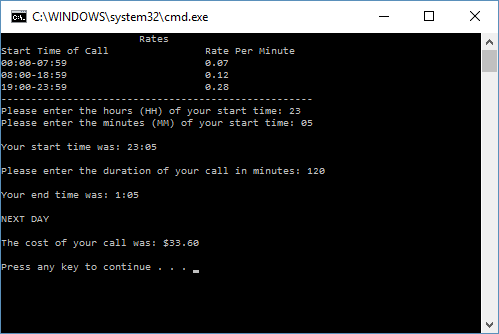 C:\WINDOWS\system32\cmd.exe
Rates
Start Time of Call Rate Per Minute
00:00-07:59 0.07
08:00-18:59 0.12
19:00-23:59 0.28
--------------------------------------------------
Please enter the hours (HH) of your start time: 23
Please enter the minutes (MM) of your start time: 05
Your start time was: 23:05
Please enter the duration of your call in minutes: 120
Your end time was: 1:05
NEXT DAY
The cost of your call was: $33.60
Press any key to continue . . .